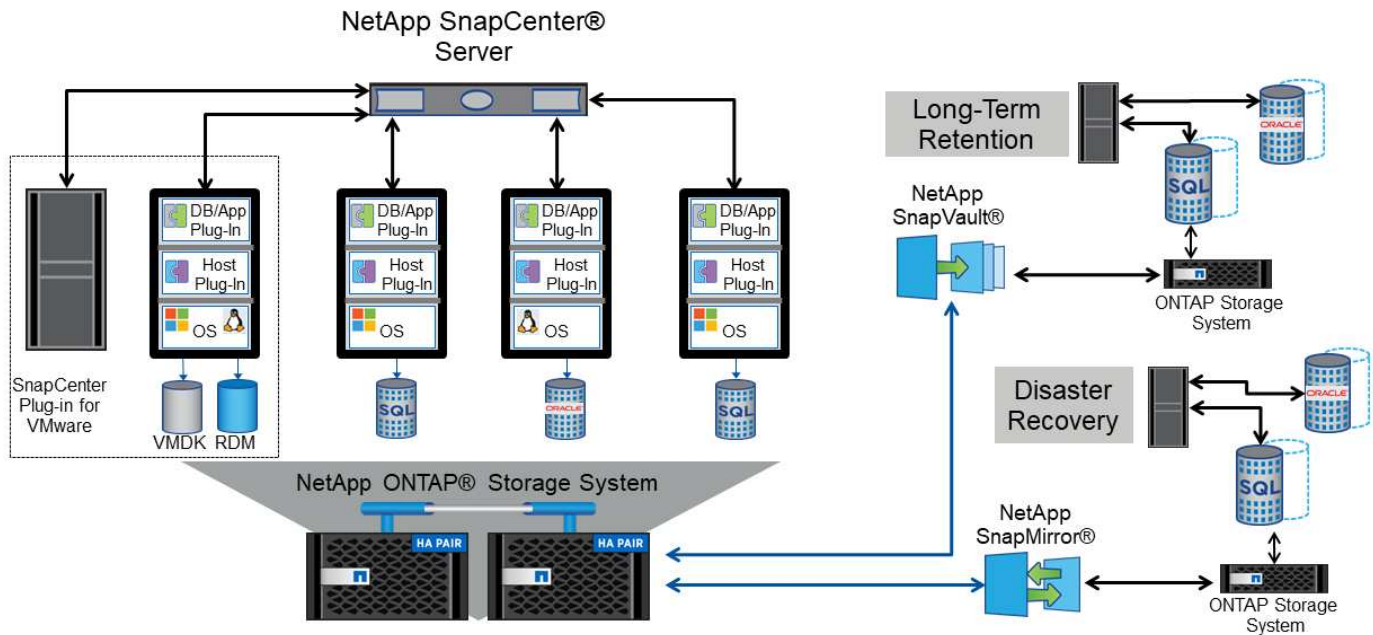 NetApp SnapCenter®
Server
DB/App
Plug-In
Host
Plug-In
OS
DB/App
Plug-In
Host
Plug-In
OS
DB/App
Plug-In
Host
Plug-In
OS
DB/App
Plug-In
Host
Plug-In
OS
SnapCenter
Plug-in for
VMware
VMDK
RDM
SQL
ORACLE
SQL
NetApp ONTAP® Storage System
HA PAIR
HA PAIR
Long-Term
Retention
ORACLE
SQL
NetApp
SnapVault®
ONTAP Storage
System
Disaster
Recovery
ORACLE
SQL
NetApp
SnapMirror®
ONTAP Storage
System